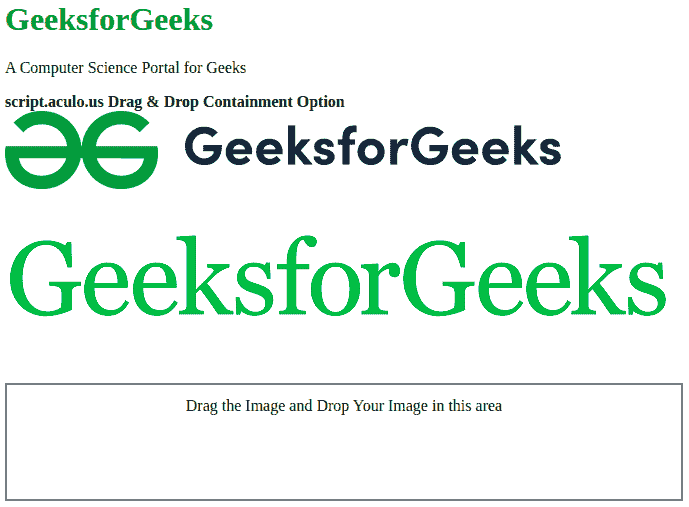 GeeksforGeeks
A Computer Science Portal for Geeks
script.aculo.us Drag & Drop Containment Option
GeeksforGeeks
GeeksforGeeks
Drag the Image and Drop Your Image in this area